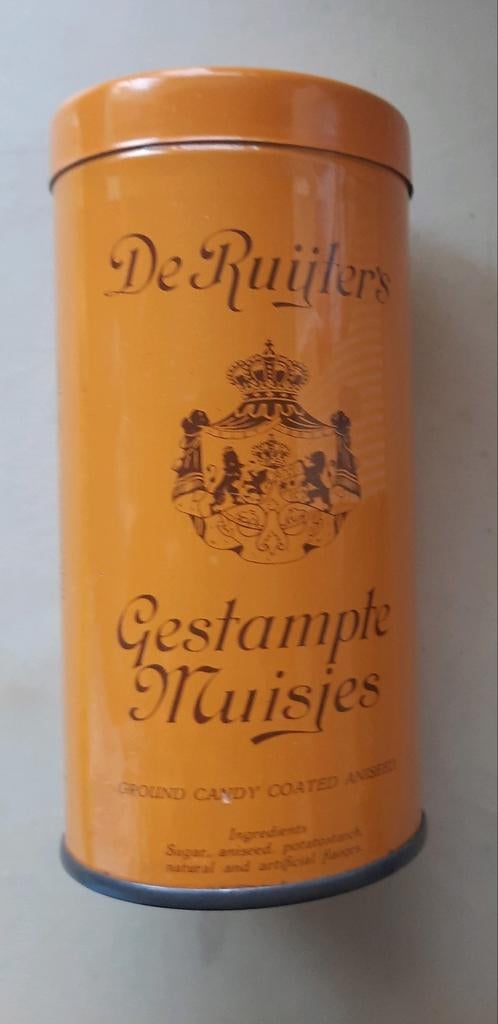 De Ruijter's
Gestampte
Muisjes
GROUND CANDY COATED ANISEED
Ingredients
Sugar, aniseed, potatostarch,
natural and artificial flavors.